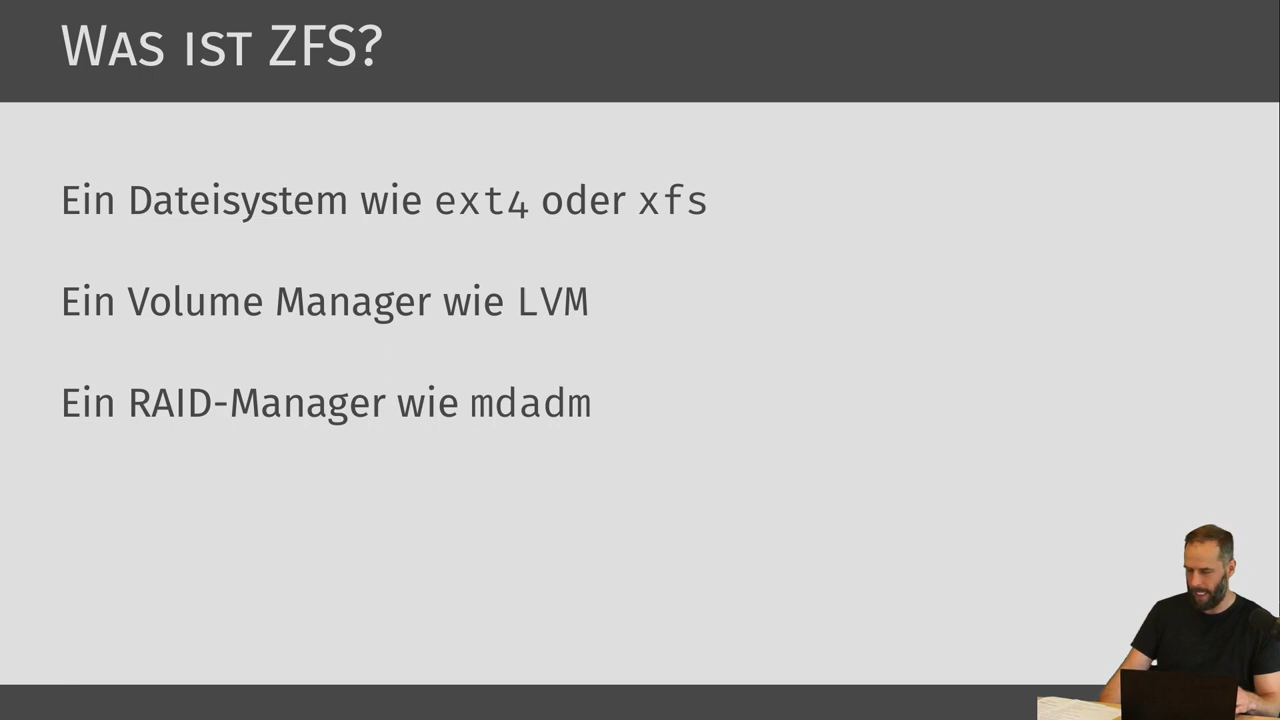 Was ist ZFS?
Ein Dateisystem wie ext4 oder xfs
Ein Volume Manager wie LVM
Ein RAID-Manager wie mdadm